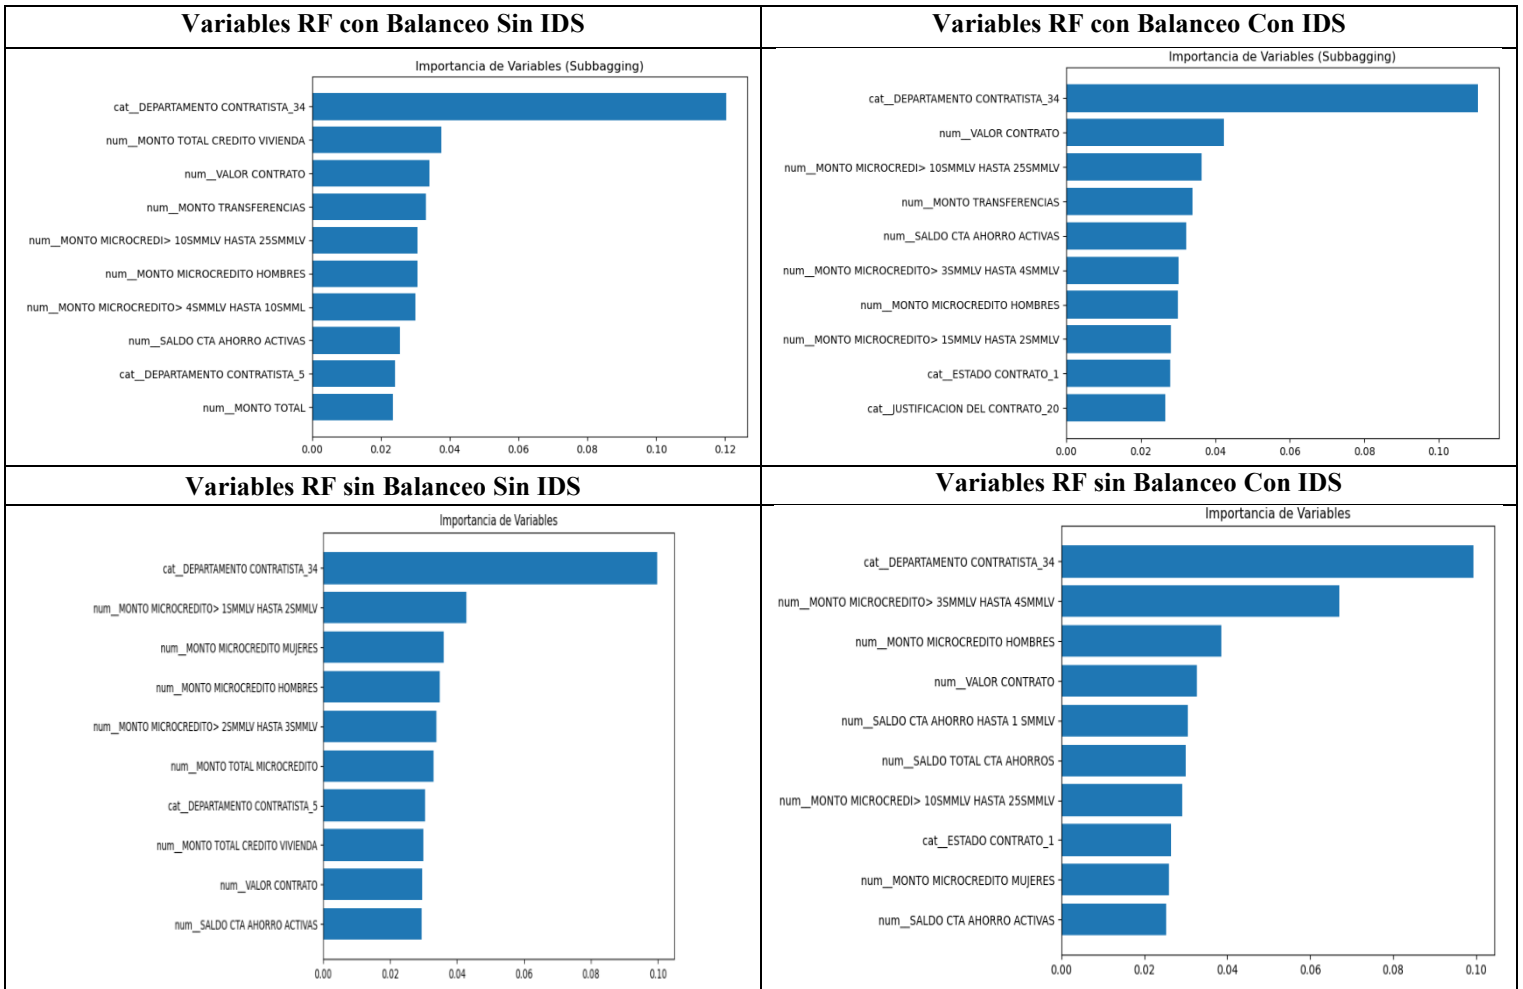 Variables RF con Balanceo Sin IDS
Importancia de Variables (Subbagging)
cat__DEPARTAMENTO CONTRATISTA_34
num__MONTO TOTAL CREDITO VIVIENDA
num__VALOR CONTRATO
num__MONTO TRANSFERENCIAS
num__MONTO MICROCREDI> 10SMMLV HASTA 25SMMLV
num__MONTO MICROCREDITO HOMBRES
num__MONTO MICROCREDITO> 4SMMLV HASTA 10SMML
num__SALDO CTA AHORRO ACTIVAS
cat__DEPARTAMENTO CONTRATISTA_5
num__MONTO TOTAL
0.00 0.02 0.04 0.06 0.08 0.10 0.12
Variables RF con Balanceo Con IDS
Importancia de Variables (Subbagging)
cat__DEPARTAMENTO CONTRATISTA_34
num__VALOR CONTRATO
num__MONTO MICROCREDI> 10SMMLV HASTA 25SMMLV
num__MONTO TRANSFERENCIAS
num__SALDO CTA AHORRO ACTIVAS
num__MONTO MICROCREDITO> 3SMMLV HASTA 4SMMLV
num__MONTO MICROCREDITO HOMBRES
num__MONTO MICROCREDITO> 1SMMLV HASTA 2SMMLV
cat__ESTADO CONTRATO_1
cat__JUSTIFICACION DEL CONTRATO_20
0.00 0.02 0.04 0.06 0.08 0.10
Variables RF sin Balanceo Sin IDS
Importancia de Variables
cat__DEPARTAMENTO CONTRATISTA_34
num__MONTO MICROCREDITO> 1SMMLV HASTA 2SMMLV
num__MONTO MICROCREDITO MUJERES
num__MONTO MICROCREDITO HOMBRES
num__MONTO MICROCREDITO> 2SMMLV HASTA 3SMMLV
num__MONTO TOTAL MICROCREDITO
cat__DEPARTAMENTO CONTRATISTA_5
num__MONTO TOTAL CREDITO VIVIENDA
num__VALOR CONTRATO
num__SALDO CTA AHORRO ACTIVAS
0.00 0.02 0.04 0.06 0.08 0.10
Variables RF sin Balanceo Con IDS
Importancia de Variables
cat__DEPARTAMENTO CONTRATISTA_34
num__MONTO MICROCREDITO> 3SMMLV HASTA 4SMMLV
num__MONTO MICROCREDITO HOMBRES
num__VALOR CONTRATO
num__SALDO CTA AHORRO HASTA 1 SMMLV
num__SALDO TOTAL CTA AHORROS
num__MONTO MICROCREDI> 10SMMLV HASTA 25SMMLV
cat__ESTADO CONTRATO_1
num__MONTO MICROCREDITO MUJERES
num__SALDO CTA AHORRO ACTIVAS
0.00 0.02 0.04 0.06 0.08 0.10